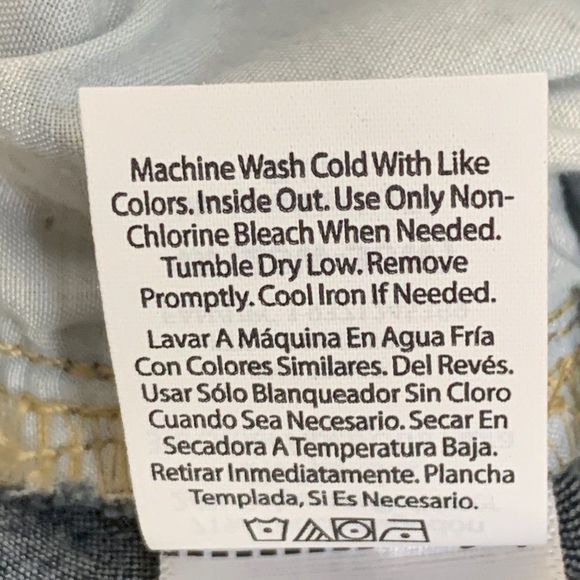 Machine Wash Cold With Like
Colors. Inside Out. Use Only Non-
Chlorine Bleach When Needed.
Tumble Dry Low. Remove
Promptly. Cool Iron If Needed.
Lavar A Máquina En Agua Fría
Con Colores Similares. Del Revés.
Usar Sólo Blanqueador Sin Cloro
Cuando Sea Necesario. Secar En
Secadora A Temperatura Baja.
Retirar Inmediatamente. Plancha
Templada, Si Es Necesario.